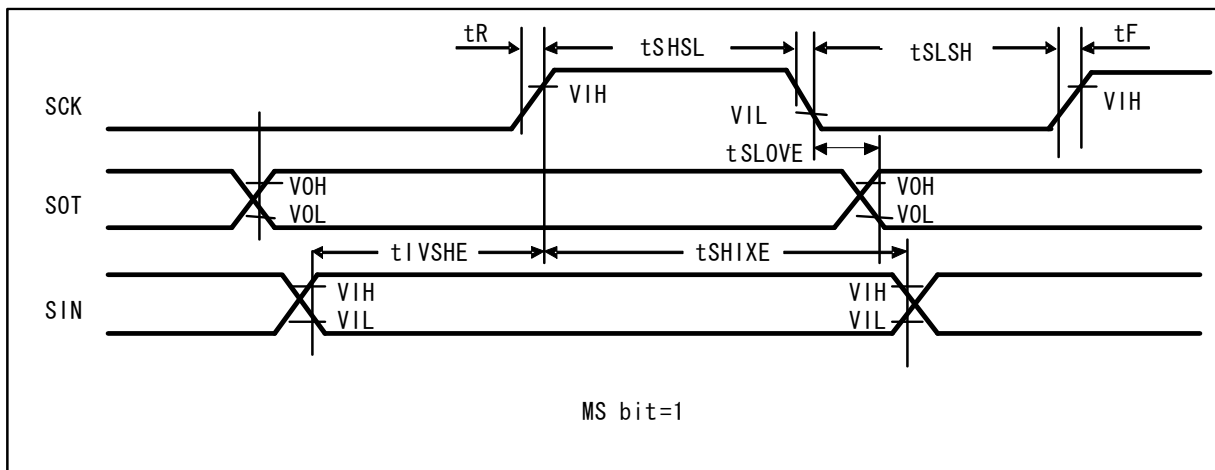 tR tSHSL tSLSH tF
SCK VIH VIL VIH
tSLOVE
SOT VOH VOH
VOL VOL
tIVSHE tSHIXE
SIN VIH VIH
VIL VIL
MS bit=1